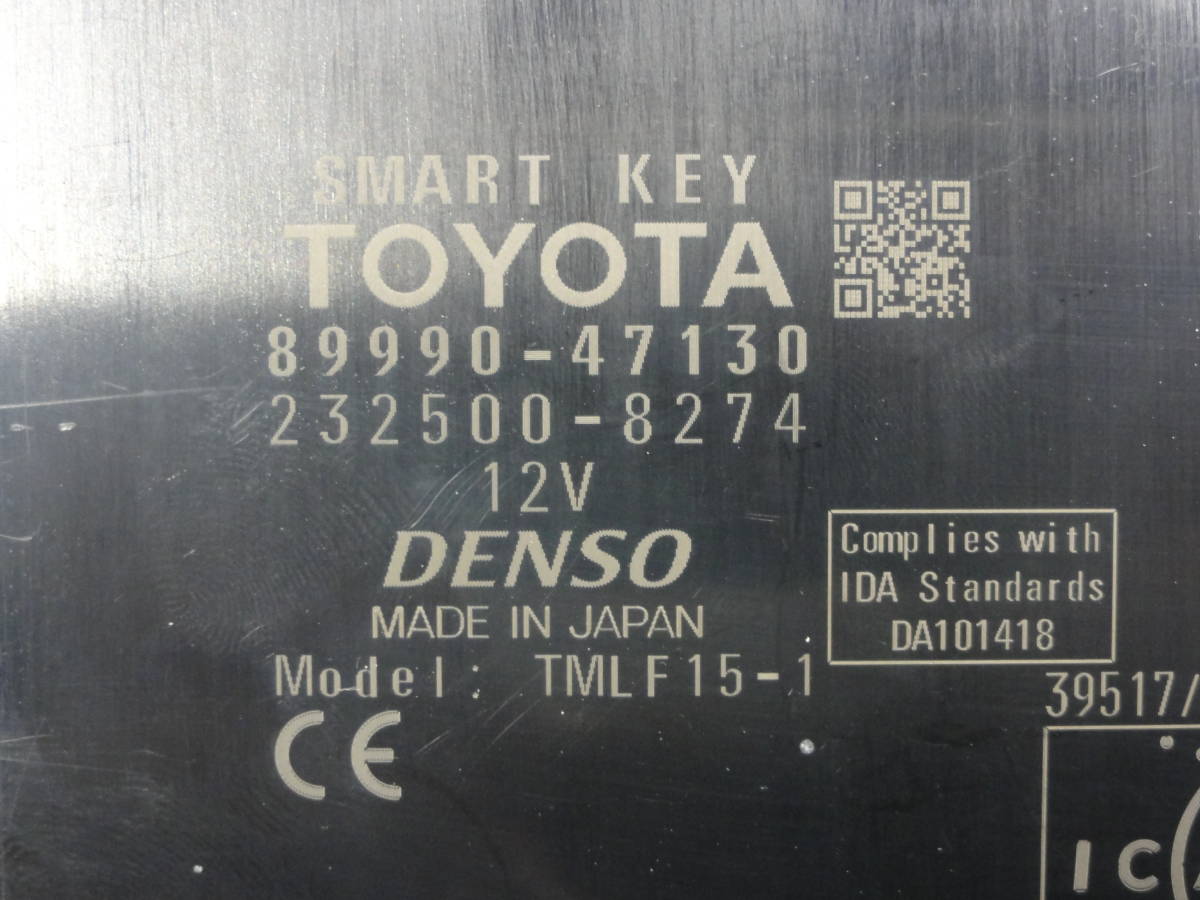 SMART KEY
TOYOTA
89990-47130
232500-8274
12V
DENSO
MADE IN JAPAN
Model: TMLF15-1
CE
Complies with
IDA Standards
DA101418
39517/
IC